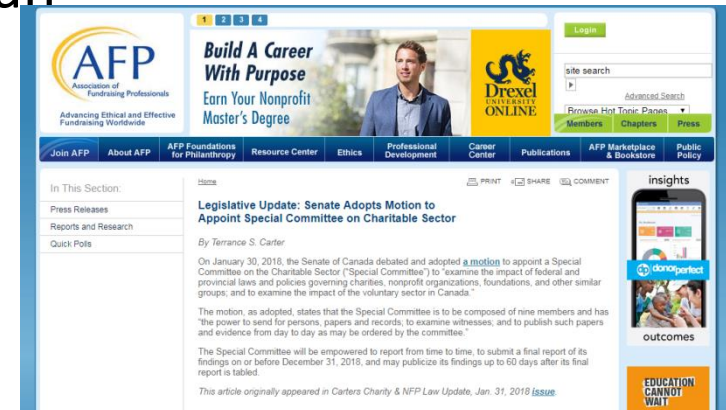 1 2 3 4
Login
AFP
Association of
Fundraising Professionals
Advancing Ethical and Effective
Fundraising Worldwide
Build A Career
With Purpose
Earn Your Nonprofit
Master's Degree
Drexel
UNIVERSITY
ONLINE
site search
Advanced Search
Browse Hot Topic Pages
Members Chapters Press
Join AFP About AFP AFP Foundations for Philanthropy Resource Center Ethics Professional Development Career Center Publications AFP Marketplace & Bookstore Public Policy
In This Section:
Press Releases
Reports and Research
Quick Polls
Home PRINT SHARE COMMENT
Legislative Update: Senate Adopts Motion to
Appoint Special Committee on Charitable Sector
By Terrance S. Carter
On January 30, 2018, the Senate of Canada debated and adopted a motion to appoint a Special
Committee on the Charitable Sector ("Special Committee") to "examine the impact of federal and
provincial laws and policies governing charities, nonprofit organizations, foundations, and other similar
groups; and to examine the impact of the voluntary sector in Canada."
The motion, as adopted, states that the Special Committee is to be composed of nine members and has
"the power to send for persons, papers and records; to examine witnesses; and to publish such papers
and evidence from day to day as may be ordered by the committee."
The Special Committee will be empowered to report from time to time, to submit a final report of its
findings on or before December 31, 2018, and may publicize its findings up to 60 days after its final
report is tabled.
This article originally appeared in Carters Charity & NFP Law Update, Jan. 31, 2018 issue.
insights
donorperfect
outcomes
EDUCATION
CANNOT
WAIT